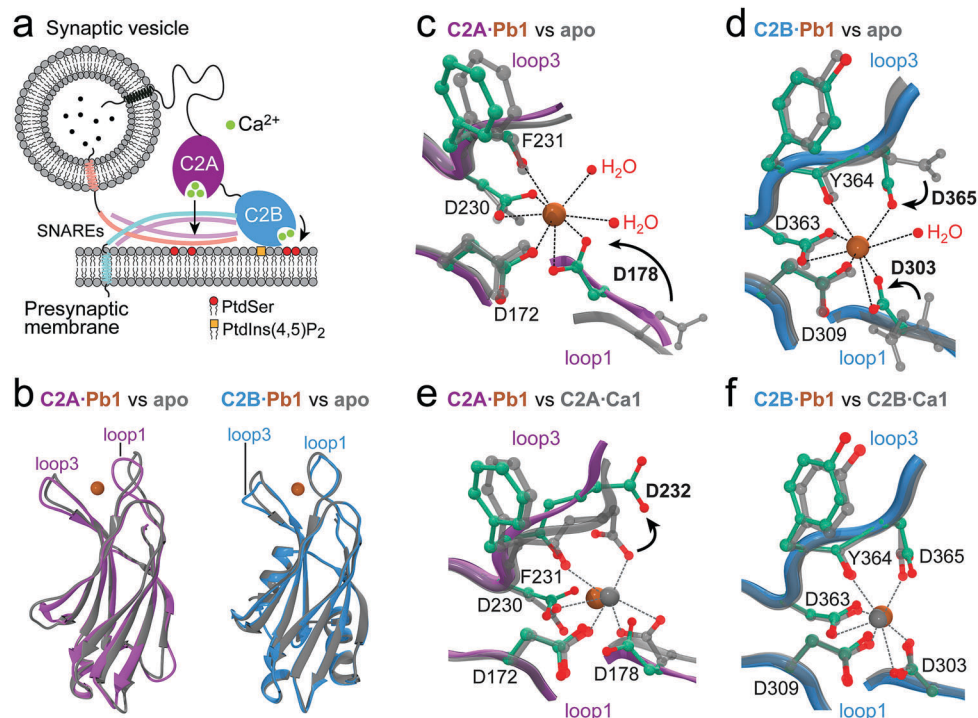 a
Synaptic vesicle
Ca²⁺
C2A
C2B
SNAREs
Presynaptic
membrane
PtdSer
PtdIns(4,5)P₂
b
C2A·Pb1 vs apo
loop1
loop3
C2B·Pb1 vs apo
loop3
loop1
c
C2A·Pb1 vs apo
loop3
F231
H₂O
D230
H₂O
D178
D172
loop1
d
C2B·Pb1 vs apo
loop3
Y364
D365
D363
H₂O
D303
D309
loop1
e
C2A·Pb1 vs C2A·Ca1
loop3
D232
F231
D230
D172
D178
loop1
f
C2B·Pb1 vs C2B·Ca1
loop3
Y364
D365
D363
D309
D303
loop1